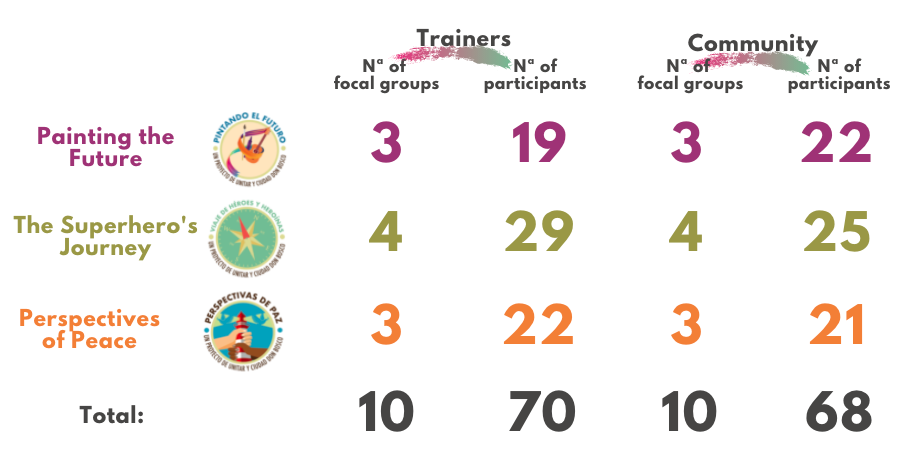 Trainers
Community
Nª of
focal groups
Nª of
participants
Nª of
focal groups
Nª of
participants
Painting the
Future
PINTANDO EL FUTURO
UN PROYECTO DE UNITAR Y CIUDAD DON BOSCO
3
19
3
22
The Superhero's
Journey
VIAJE DE HÉROES Y HEROÍNAS
UN PROYECTO DE UNITAR Y CIUDAD DON BOSCO
4
29
4
25
Perspectives
of Peace
PERSPECTIVAS DE PAZ
UN PROYECTO DE UNITAR Y CIUDAD DON BOSCO
3
22
3
21
Total:
10
70
10
68